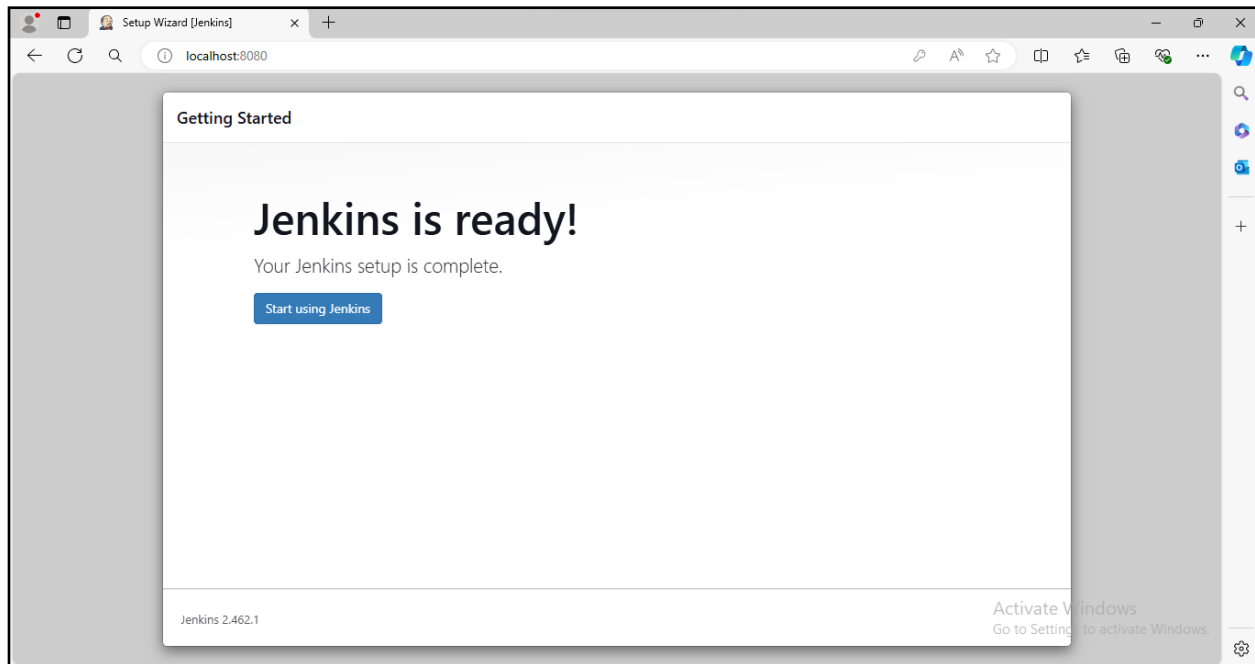 Setup Wizard [Jenkins]
localhost:8080
Getting Started
Jenkins is ready!
Your Jenkins setup is complete.
Start using Jenkins
Jenkins 2.462.1
Activate Windows
Go to Settings to activate Windows.